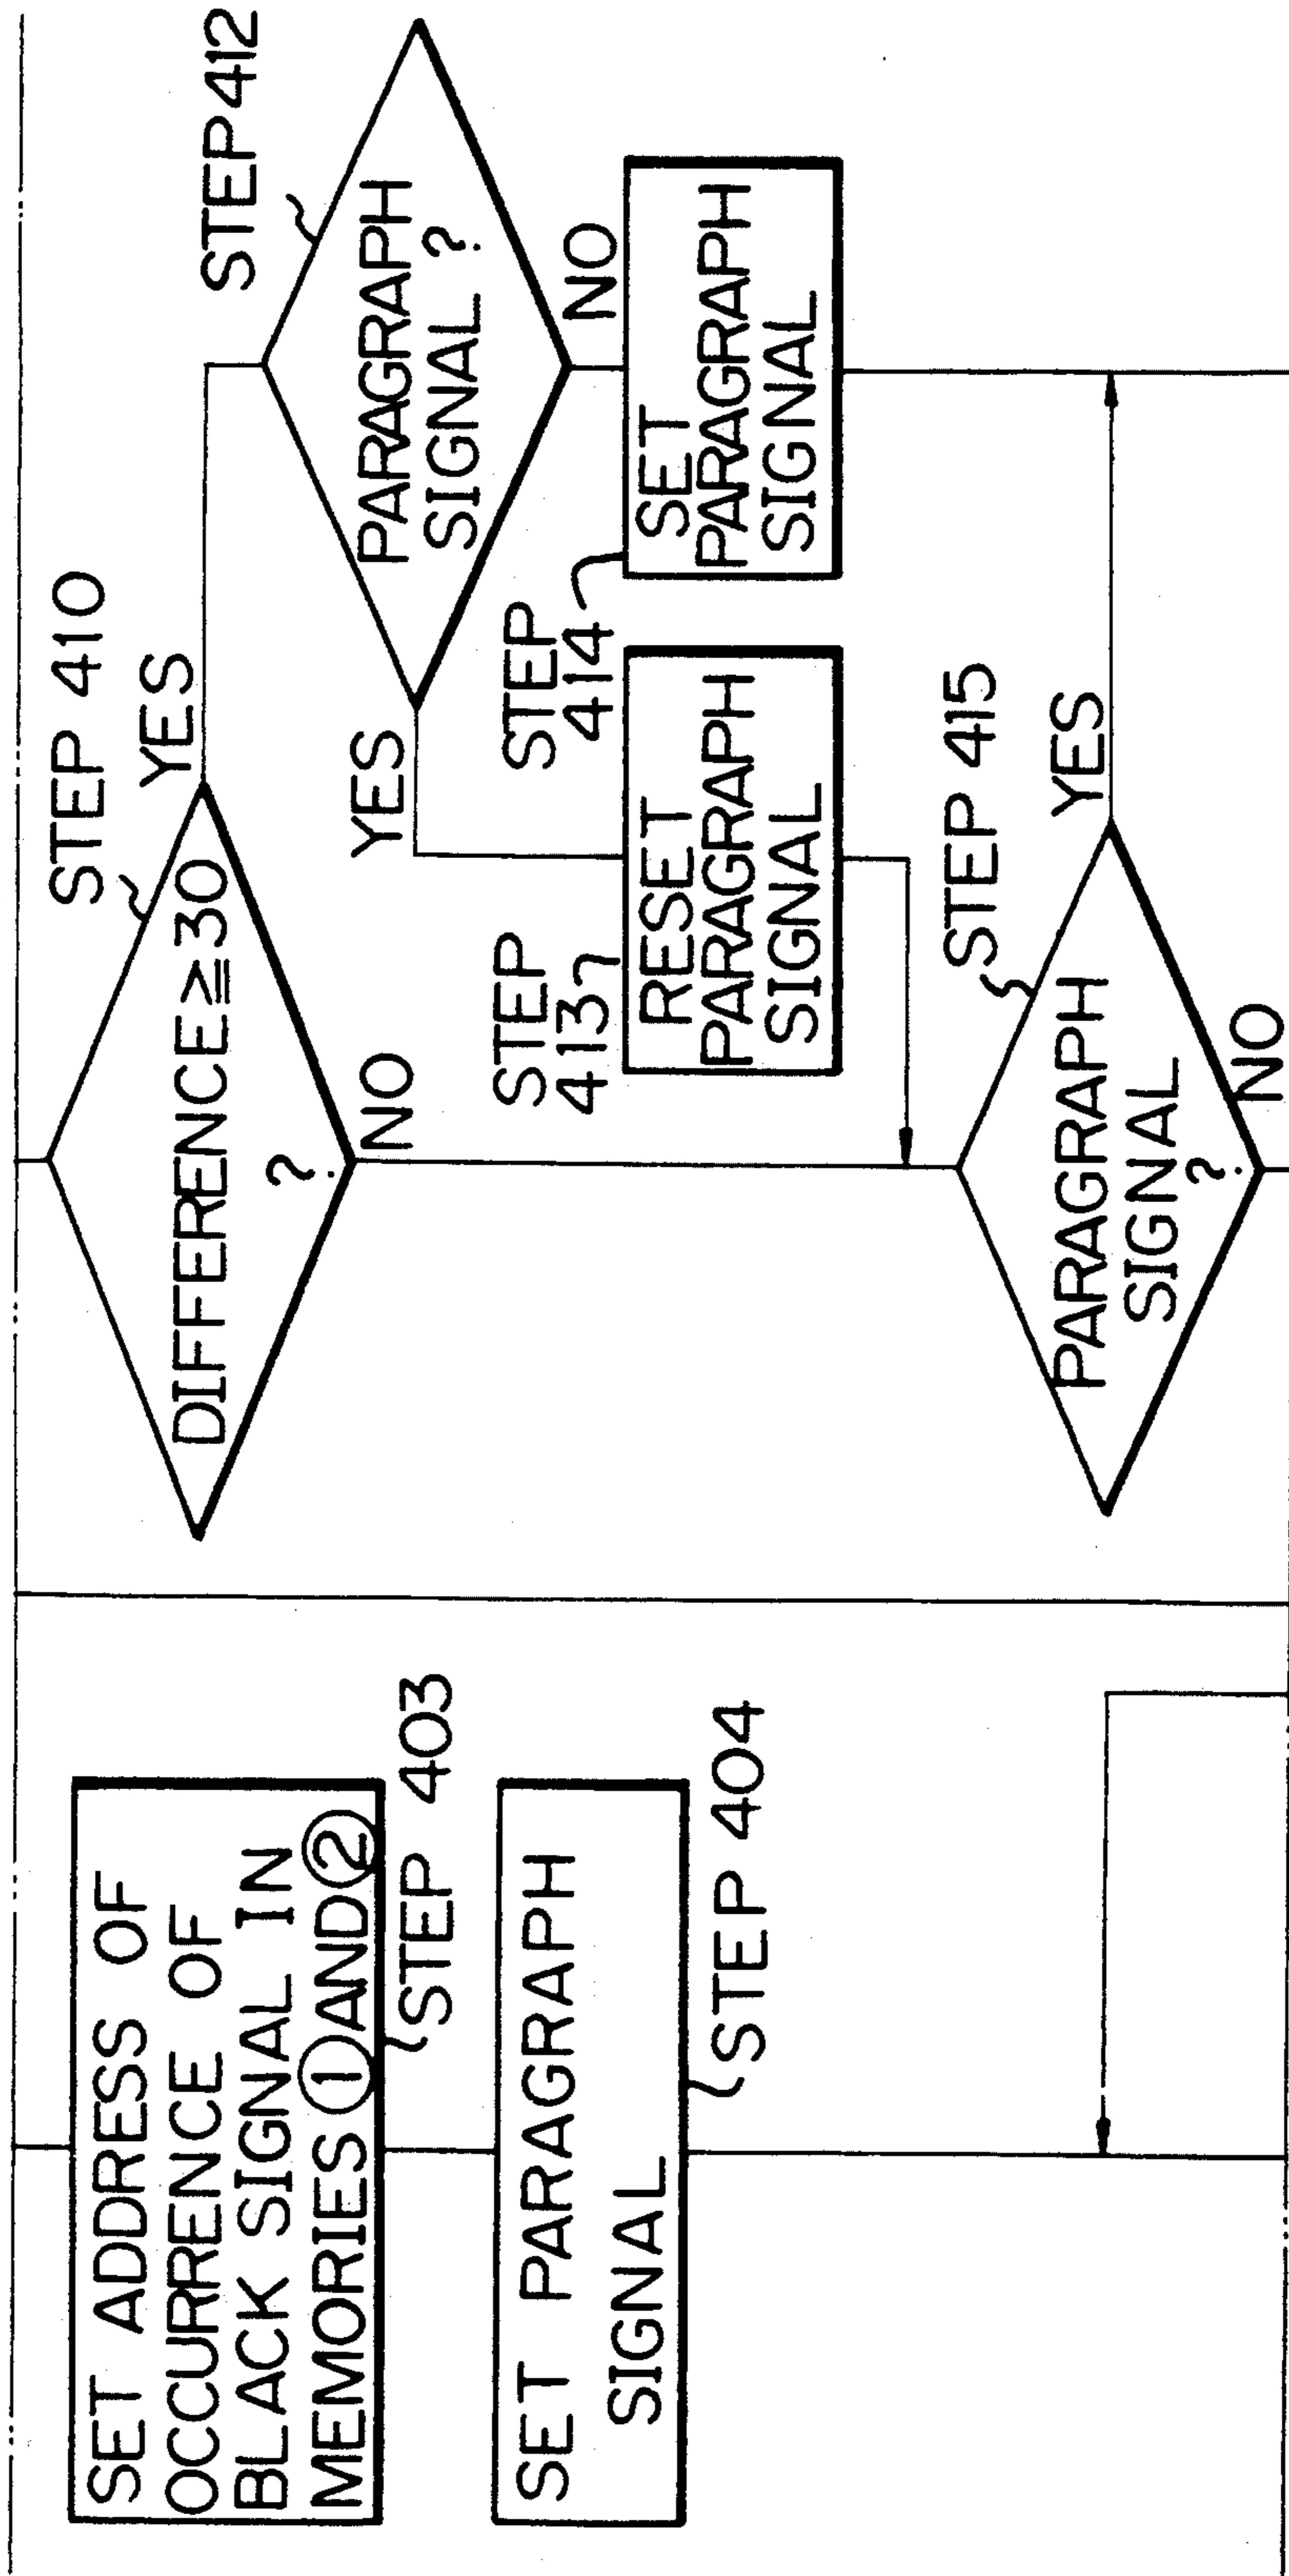 SET ADDRESS OF
OCCURRENCE OF
BLACK SIGNAL IN
MEMORIES ① AND ②
STEP 403
SET PARAGRAPH
SIGNAL
STEP 404
STEP 410
DIFFERENCE≧30
?
YES
NO
STEP 412
PARAGRAPH
SIGNAL ?
YES
NO
STEP
413
RESET
PARAGRAPH
SIGNAL
STEP
414
SET
PARAGRAPH
SIGNAL
STEP 415
PARAGRAPH
SIGNAL
?
YES
NO